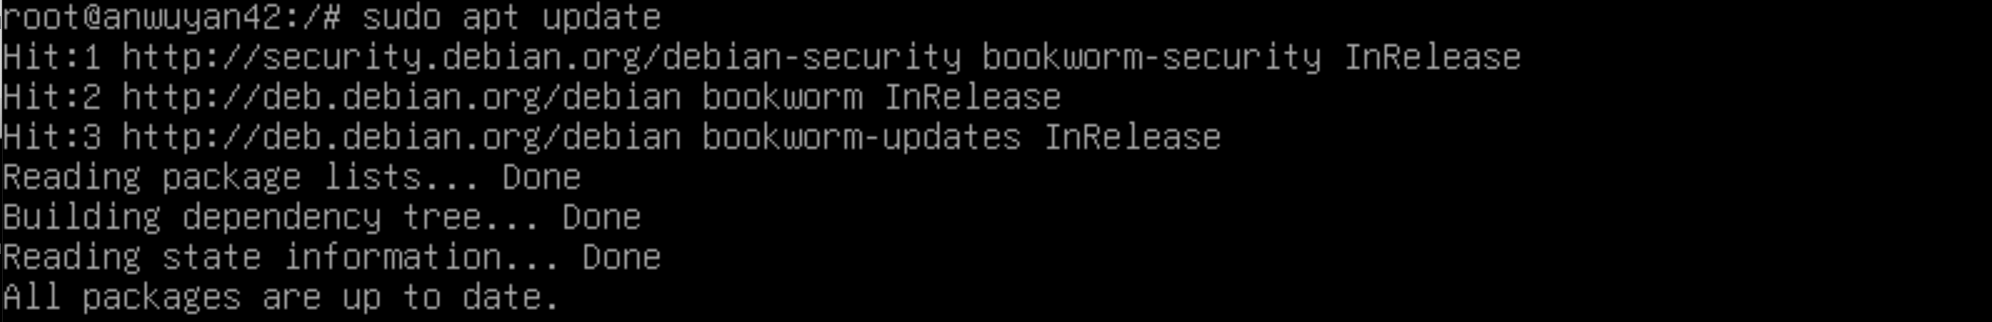 root@anwuyan42:/# sudo apt update
Hit:1 http://security.debian.org/debian-security bookworm-security InRelease
Hit:2 http://deb.debian.org/debian bookworm InRelease
Hit:3 http://deb.debian.org/debian bookworm-updates InRelease
Reading package lists... Done
Building dependency tree... Done
Reading state information... Done
All packages are up to date.